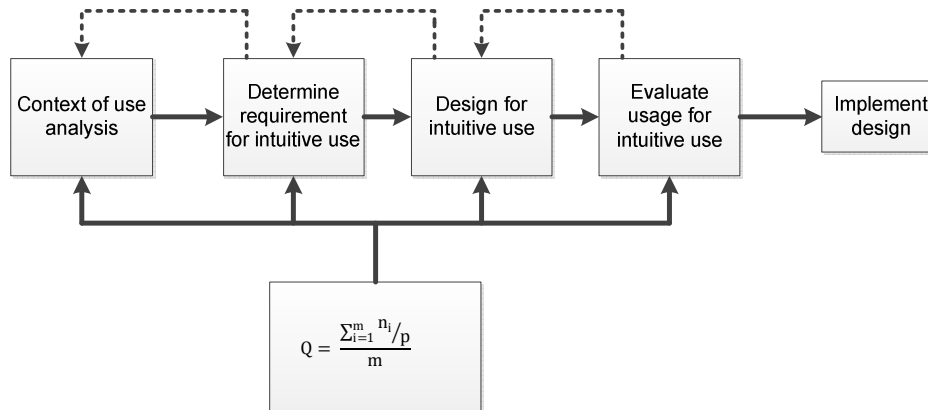 Context of use
analysis
Determine
requirement
for intuitive use
Design for
intuitive use
Evaluate
usage for
intuitive use
Implement
design
Q = (∑ᵢ₌₁ᵐ nᵢ/p) / m